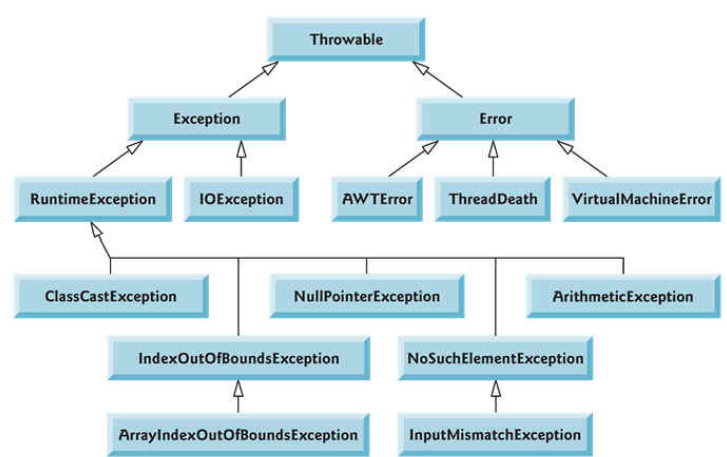 Throwable
Exception
Error
RuntimeException
IOException
AWTError
ThreadDeath
VirtualMachineError
ClassCastException
NullPointerException
ArithmeticException
IndexOutOfBoundsException
NoSuchElementException
ArrayIndexOutOfBoundsException
InputMismatchException